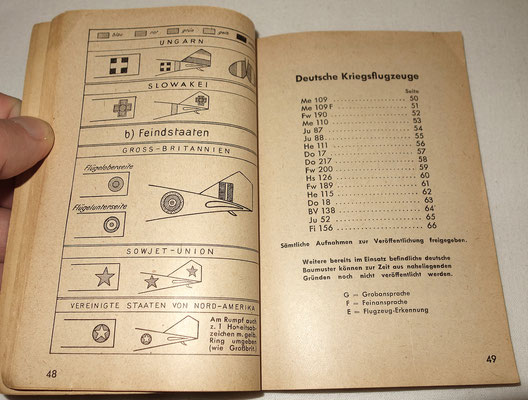 blau rot grün gelb
UNGARN
SLOWAKEI
b) Feindstaaten
GROSS-BRITANNIEN
Flügeloberseite
Flügelunterseite
SOWJET-UNION
VEREINIGTE STAATEN VON NORD-AMERIKA
Am Rumpf auch
z. T. Hoheitsab-
zeichen m. gelb.
Ring umgeben
(wie Großbrit.)
48
Deutsche Kriegsflugzeuge
Seite
Me 109 50
Me 109 F 51
Fw 190 52
Me 110 53
Ju 87 54
Ju 88 55
He 111 56
Do 17 57
Do 217 58
Fw 200 59
Hs 126 60
Fw 189 61
He 115 62
Do 18 63
BV 138 64
Ju 52 65
Fi 156 66
Sämtliche Aufnahmen zur Veröffentlichung freigegeben.
Weitere bereits im Einsatz befindliche deutsche
Baumuster können zur Zeit aus naheliegenden
Gründen noch nicht veröffentlicht werden.
G — Grobansprache
F — Feinansprache
E — Flugzeug-Erkennung
49